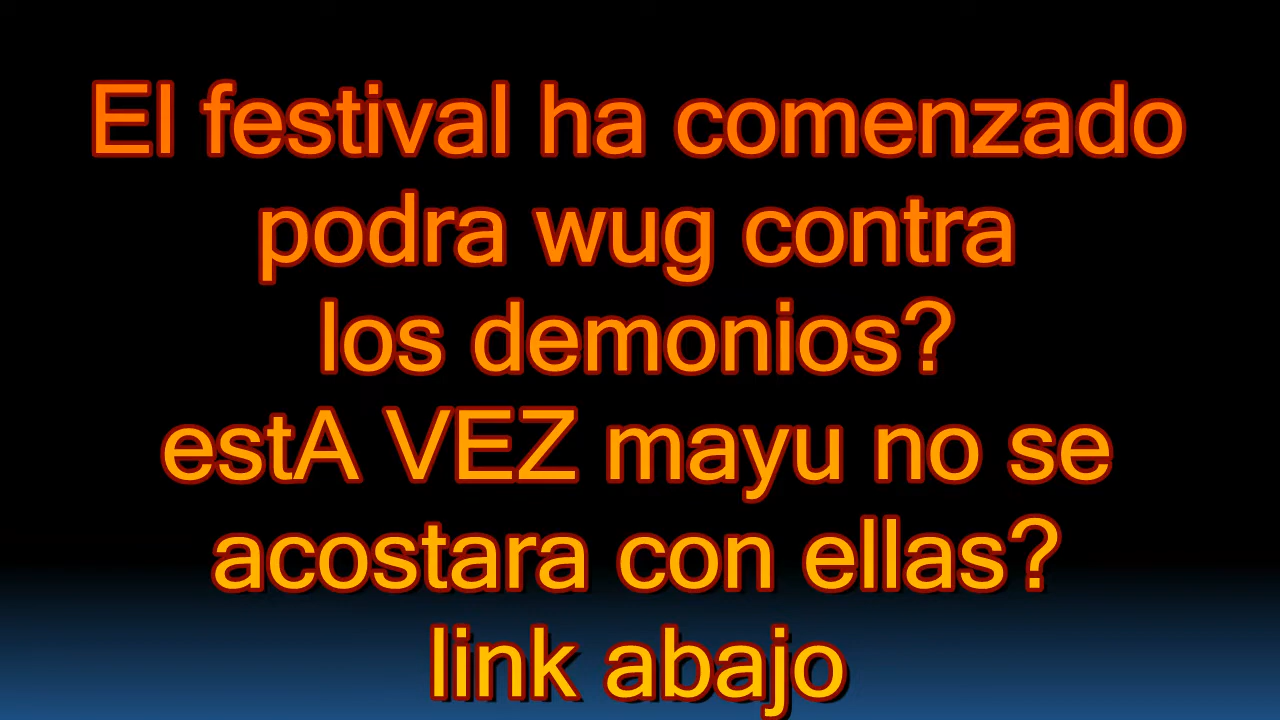 El festival ha comenzado
podra wug contra
los demonios?
estA VEZ mayu no se
acostara con ellas?
link abajo